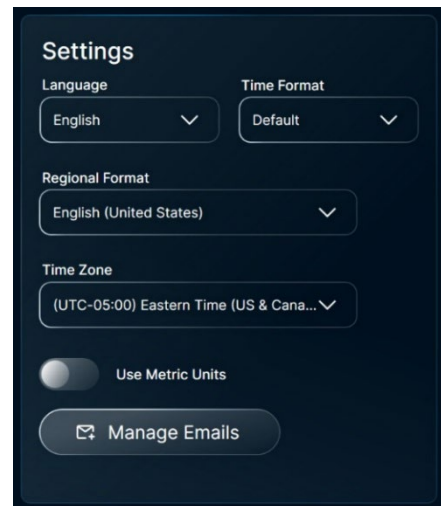 Settings
Language Time Format
English Default
Regional Format
English (United States)
Time Zone
(UTC-05:00) Eastern Time (US & Cana...
Use Metric Units
Manage Emails